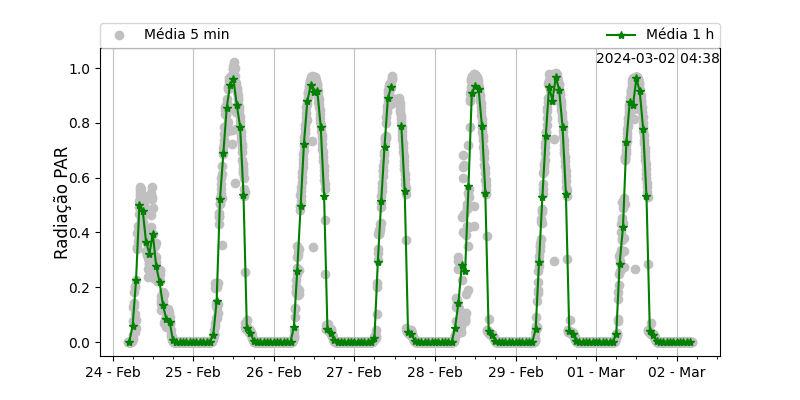 Média 5 min
Média 1 h
2024-03-02 04:38
Radiação PAR
1.0
0.8
0.6
0.4
0.2
0.0
24 - Feb
25 - Feb
26 - Feb
27 - Feb
28 - Feb
29 - Feb
01 - Mar
02 - Mar